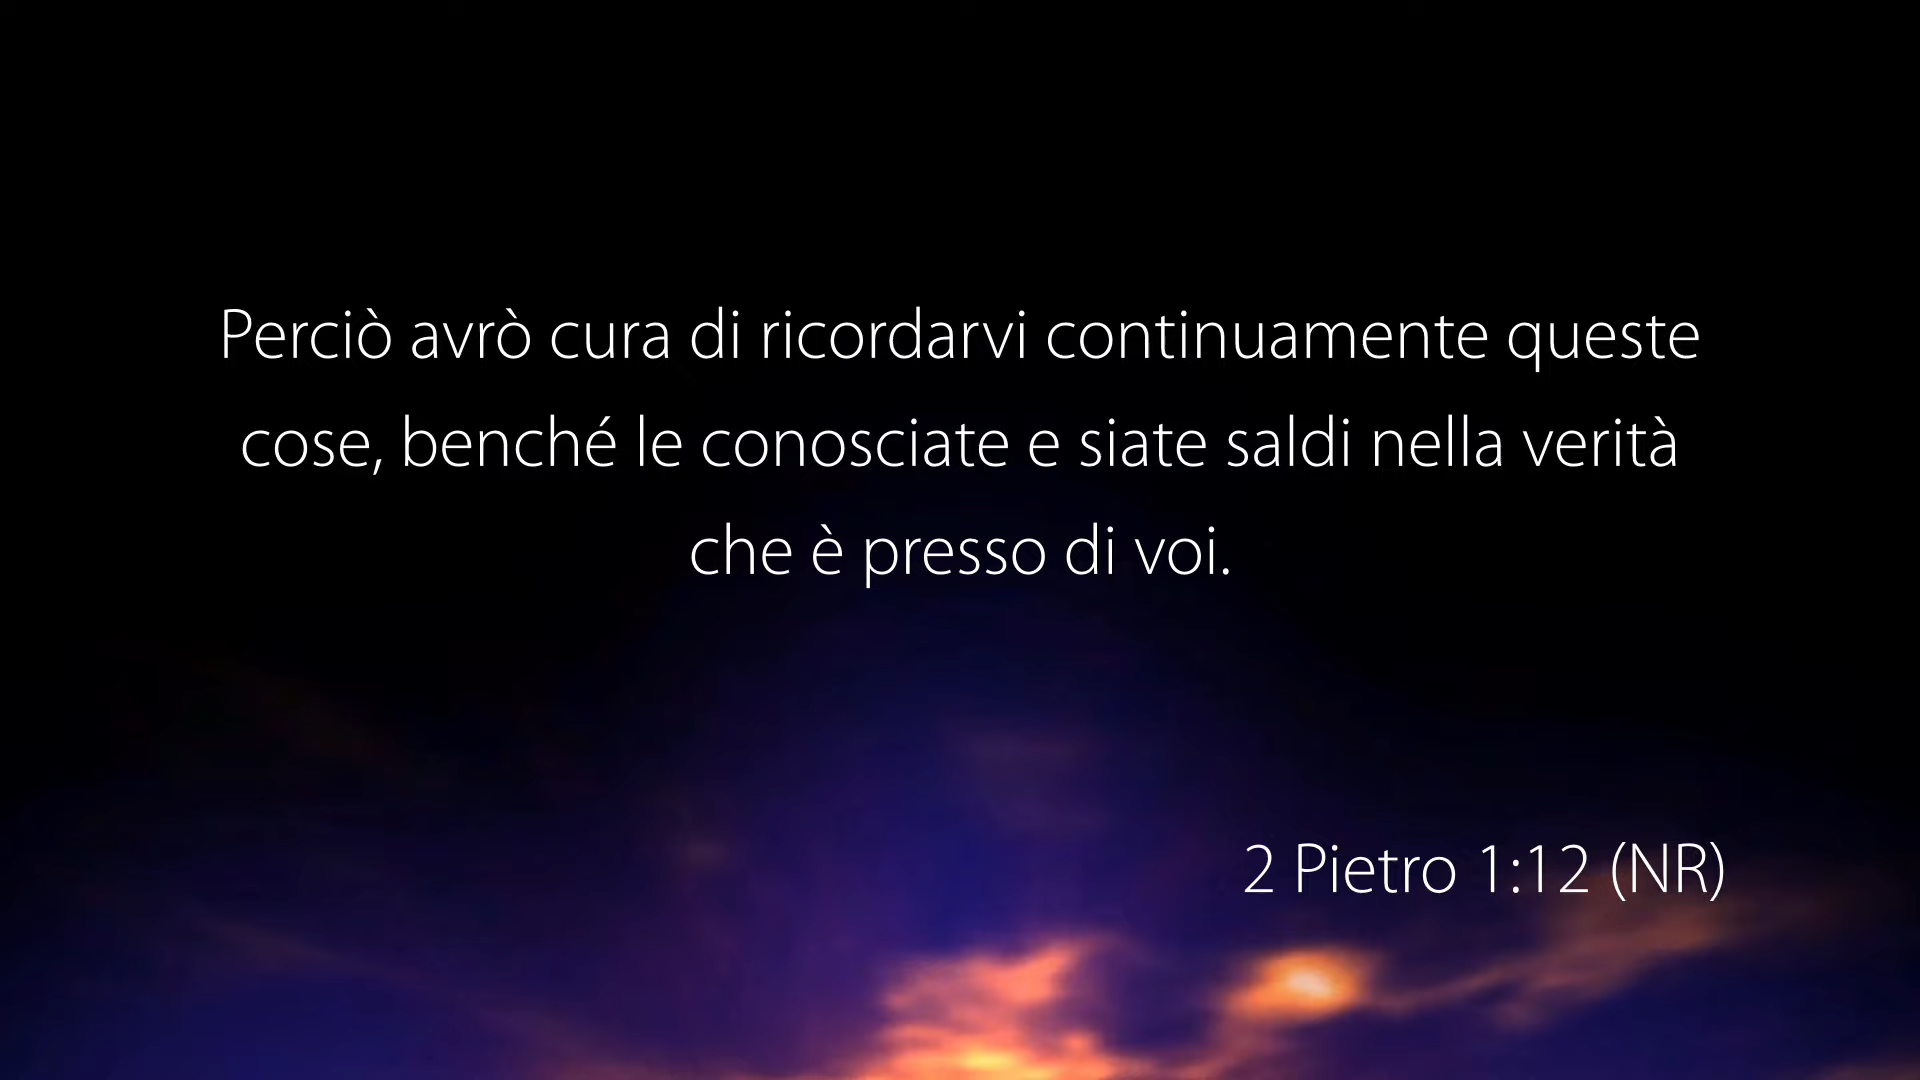 Perciò avrò cura di ricordarvi continuamente queste
cose, benché le conosciate e siate saldi nella verità
che è presso di voi.
2 Pietro 1:12 (NR)